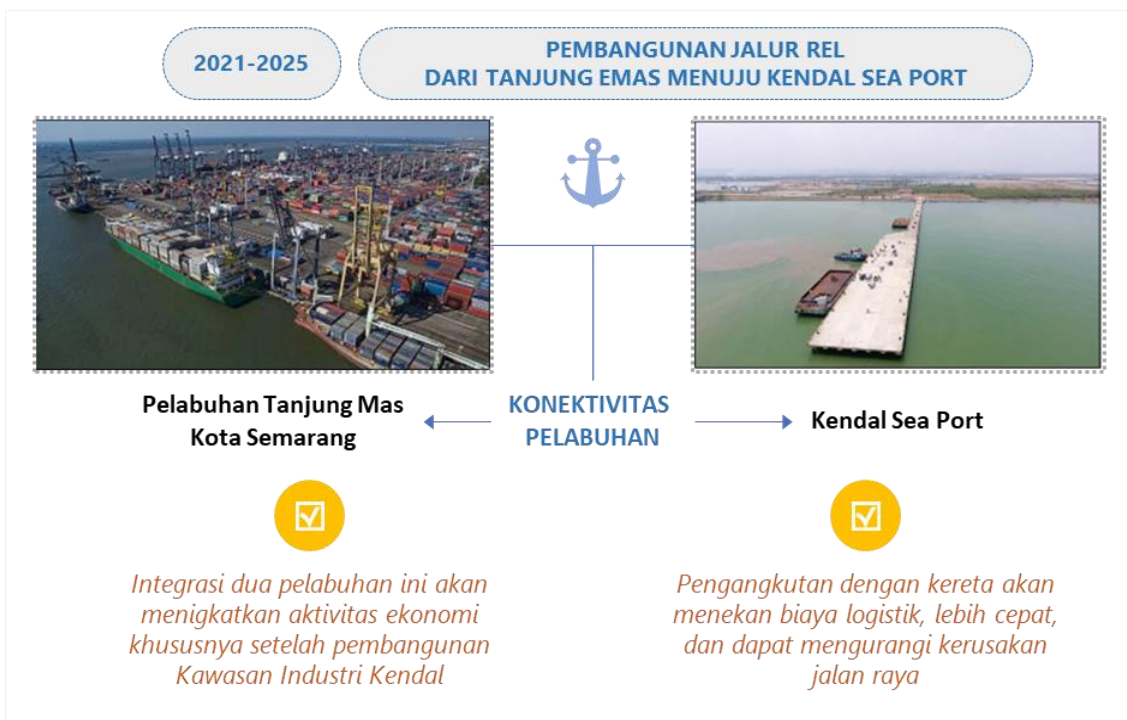 2021-2025
PEMBANGUNAN JALUR REL
DARI TANJUNG EMAS MENUJU KENDAL SEA PORT
Pelabuhan Tanjung Mas
Kota Semarang
KONEKTIVITAS
PELABUHAN
Kendal Sea Port
Integrasi dua pelabuhan ini akan
menigkatkan aktivitas ekonomi
khususnya setelah pembangunan
Kawasan Industri Kendal
Pengangkutan dengan kereta akan
menekan biaya logistik, lebih cepat,
dan dapat mengurangi kerusakan
jalan raya